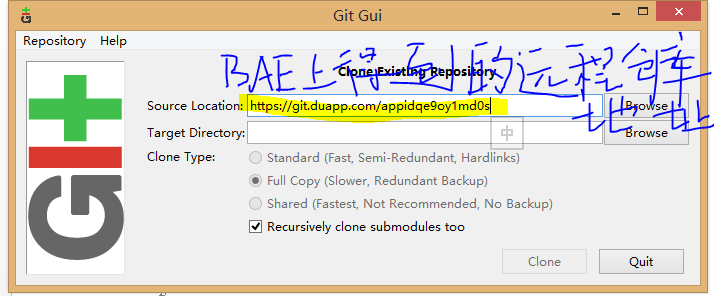 Git Gui
Repository Help
BAE上得到的远程仓库
地址
Clone Existing Repository
Source Location: https://git.duapp.com/appidqe9oy1md0s Browse
Target Directory: Browse
中
Clone Type: Standard (Fast, Semi-Redundant, Hardlinks)
Full Copy (Slower, Redundant Backup)
Shared (Fastest, Not Recommended, No Backup)
Recursively clone submodules too
Clone Quit
GIT